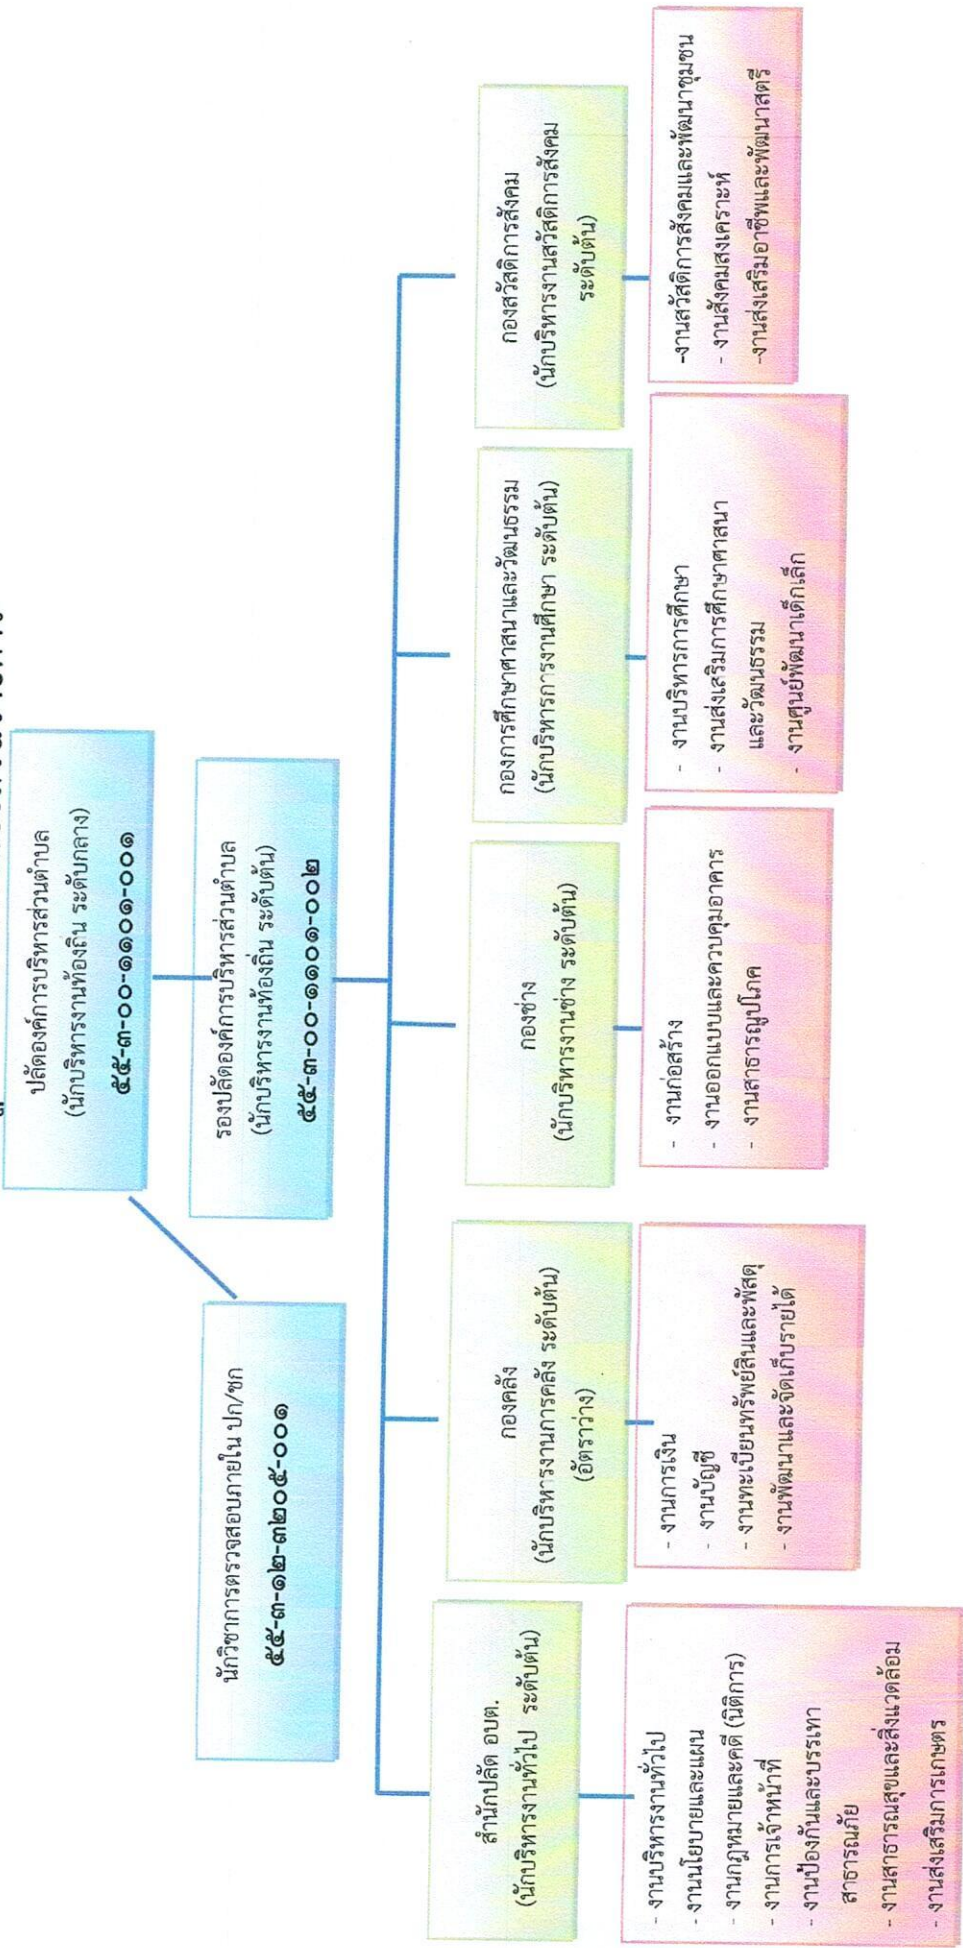 ปลัดองค์การบริหารส่วนตำบล
(นักบริหารงานท้องถิ่น ระดับกลาง)
๕๕-๓-๐๐-๑๑๐๑-๐๐๑
รองปลัดองค์การบริหารส่วนตำบล
(นักบริหารงานท้องถิ่น ระดับต้น)
๕๕-๓-๐๐-๑๑๐๑-๐๐๒
นักวิชาการตรวจสอบภายใน ปก/ชก
๕๕-๓-๑๒-๓๒๐๕-๐๐๑
สำนักปลัด อบต.
(นักบริหารงานทั่วไป ระดับต้น)
- งานบริหารงานทั่วไป
- งานนโยบายและแผน
- งานกฎหมายและคดี (นิติการ)
- งานการเจ้าหน้าที่
- งานป้องกันและบรรเทา
สาธารณภัย
- งานสาธารณสุขและสิ่งแวดล้อม
- งานส่งเสริมการเกษตร
กองคลัง
(นักบริหารงานการคลัง ระดับต้น)
(อัตราว่าง)
- งานการเงิน
- งานบัญชี
- งานทะเบียนทรัพย์สินและพัสดุ
- งานพัฒนาและจัดเก็บรายได้
กองช่าง
(นักบริหารงานช่าง ระดับต้น)
- งานก่อสร้าง
- งานออกแบบและควบคุมอาคาร
- งานสาธารณูปโภค
กองการศึกษาศาสนาและวัฒนธรรม
(นักบริหารการงานศึกษา ระดับต้น)
- งานบริหารการศึกษา
- งานส่งเสริมการศึกษาศาสนา
และวัฒนธรรม
- งานศูนย์พัฒนาเด็กเล็ก
กองสวัสดิการสังคม
(นักบริหารงานสวัสดิการสังคม
ระดับต้น)
-งานสวัสดิการสังคมและพัฒนาชุมชน
- งานสังคมสงเคราะห์
-งานส่งเสริมอาชีพและพัฒนาสตรี